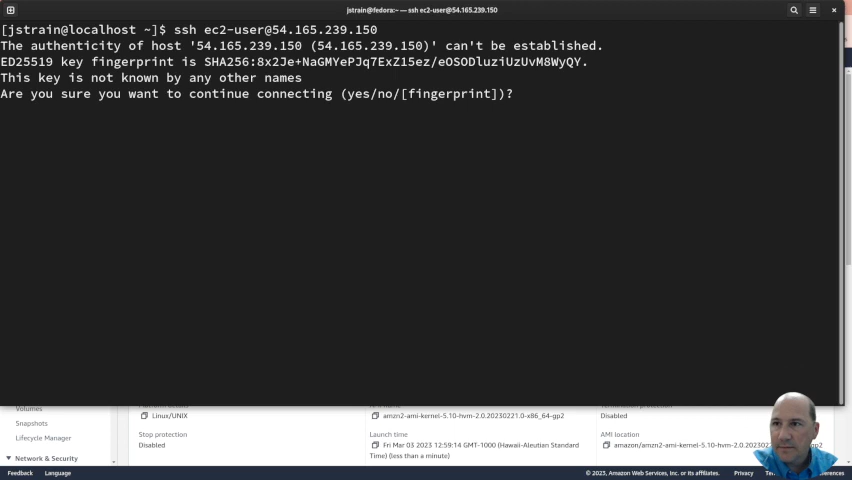 jstrain@fedora:~ — ssh ec2-user@54.165.239.150
[jstrain@localhost ~]$ ssh ec2-user@54.165.239.150
The authenticity of host '54.165.239.150 (54.165.239.150)' can't be established.
ED25519 key fingerprint is SHA256:8x2Je+NaGMYePJq7ExZ15ez/eOSODluziUzUvM8WyQY.
This key is not known by any other names
Are you sure you want to continue connecting (yes/no/[fingerprint])?
Volumes
Snapshots
Lifecycle Manager
Network & Security
Linux/UNIX
amzn2-ami-kernel-5.10-hvm-2.0.20230221.0-x86_64-gp2
Disabled
Stop protection
Launch time
AMI location
Disabled
Fri Mar 03 2023 12:59:14 GMT-1000 (Hawaii-Aleutian Standard
Time) (less than a minute)
amazon/amzn2-ami-kernel-5.10-hvm-2.0
Feedback
Language
© 2023, Amazon Web Services, Inc. or its affiliates.
Privacy